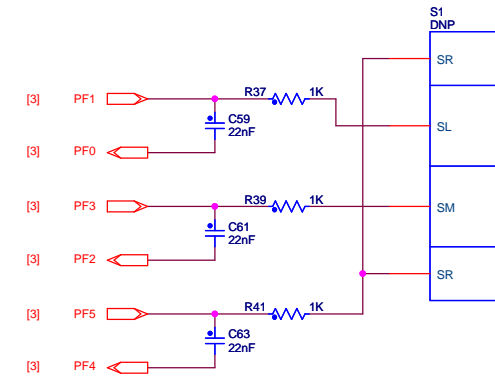 S1
DNP
SR
[3] PF1 R37 1K
C59
22nF
SL
[3] PF0
[3] PF3 R39 1K SM
C61
22nF
[3] PF2
SR
[3] PF5 R41 1K
C63
22nF
[3] PF4